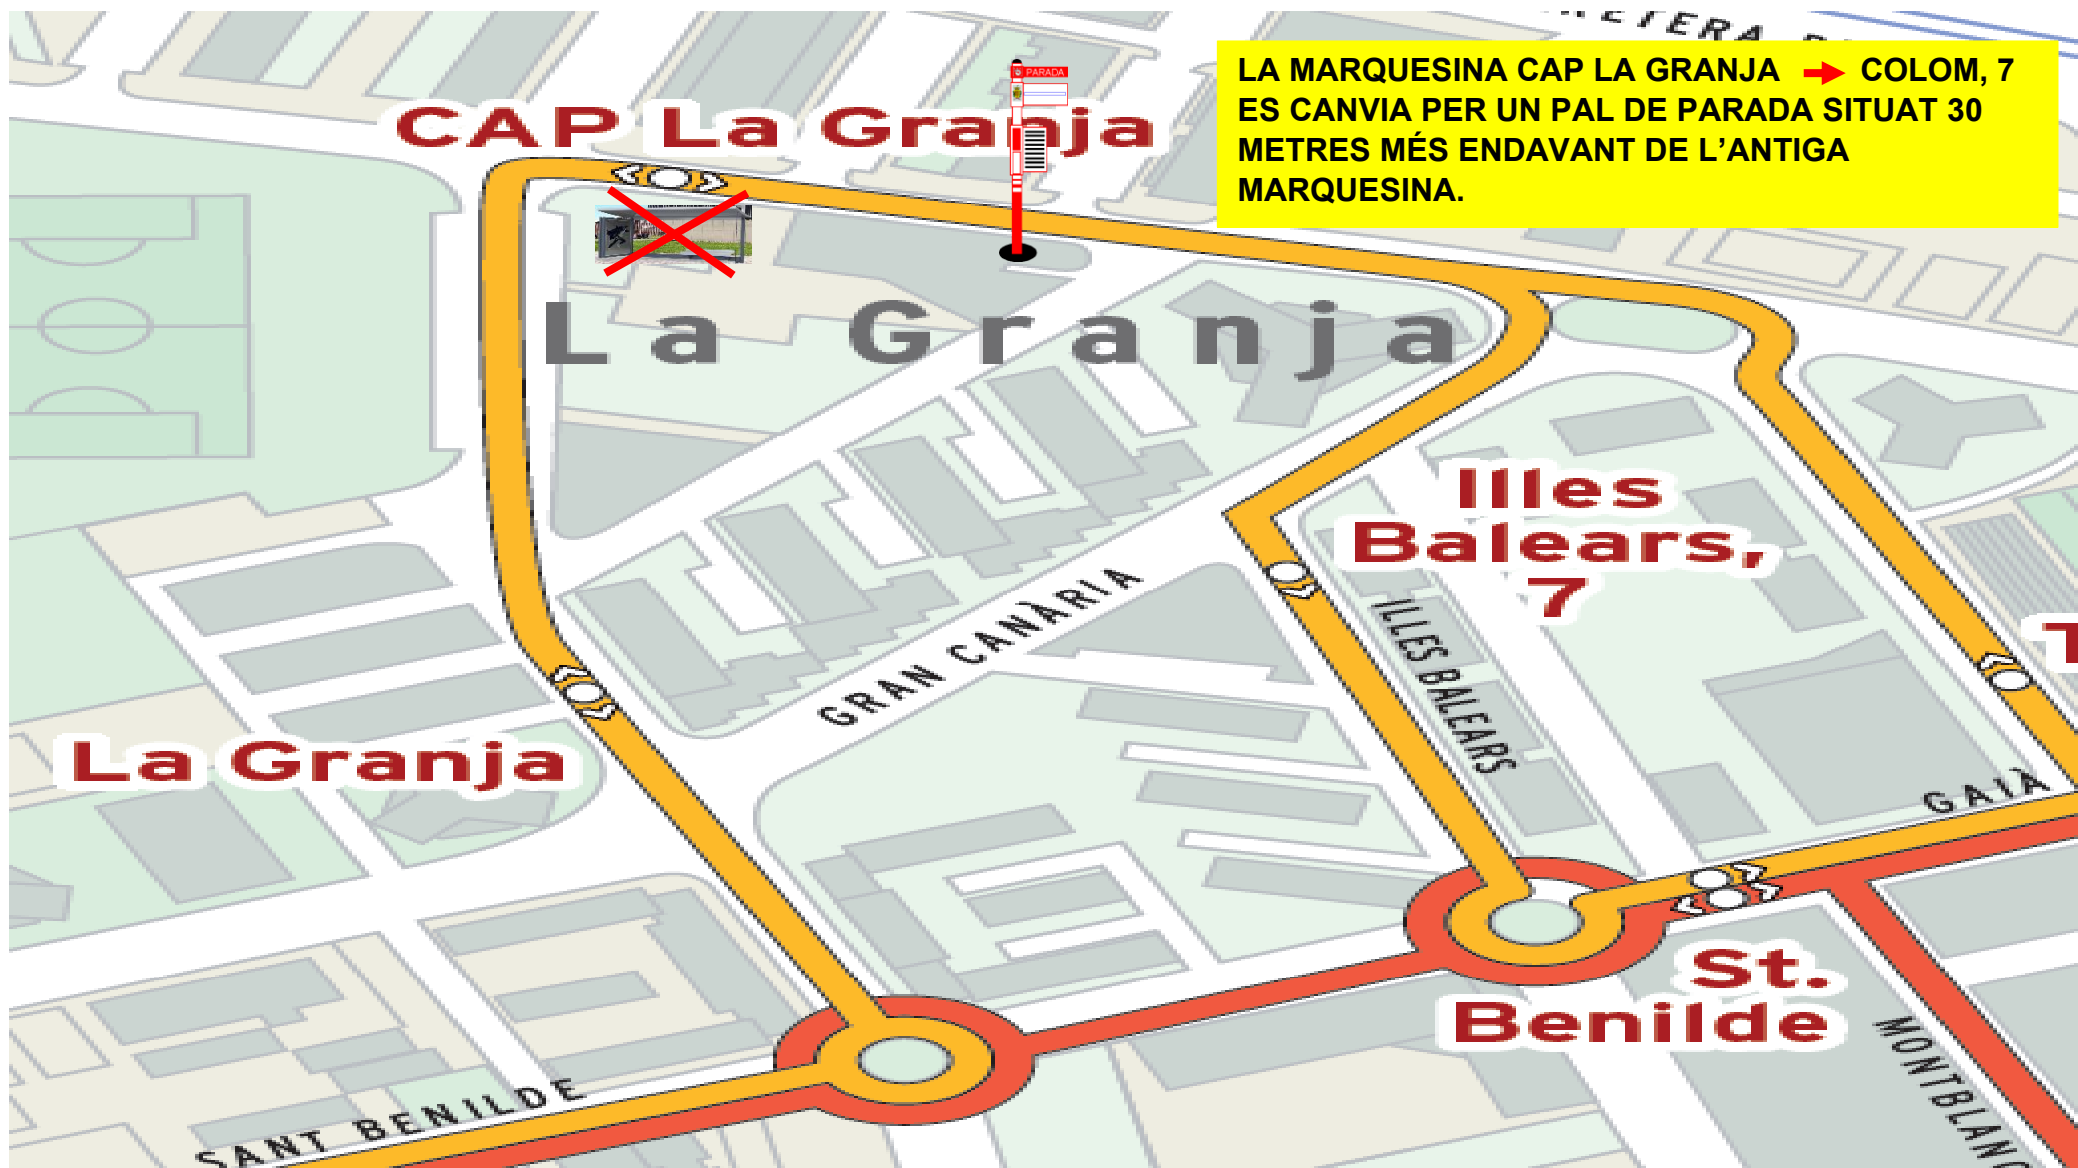 LA MARQUESINA CAP LA GRANJA → COLOM, 7
ES CANVIA PER UN PAL DE PARADA SITUAT 30
METRES MÉS ENDAVANT DE L’ANTIGA
MARQUESINA.
PARADA
CAP La Granja
La Granja
Illes
Balears,
7
GRAN CANÀRIA
ILLES BALEARS
La Granja
GAIÀ
St.
Benilde
SANT BENILDE